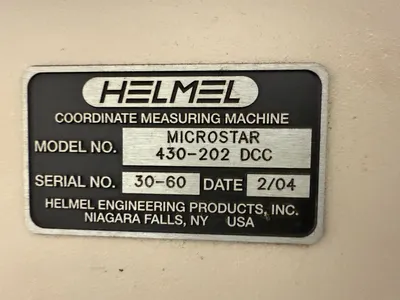 HELMEL
COORDINATE MEASURING MACHINE
MODEL NO. MICROSTAR
430-202 DCC
SERIAL NO. 30-60 DATE 2/04
HELMEL ENGINEERING PRODUCTS, INC.
NIAGARA FALLS, NY USA